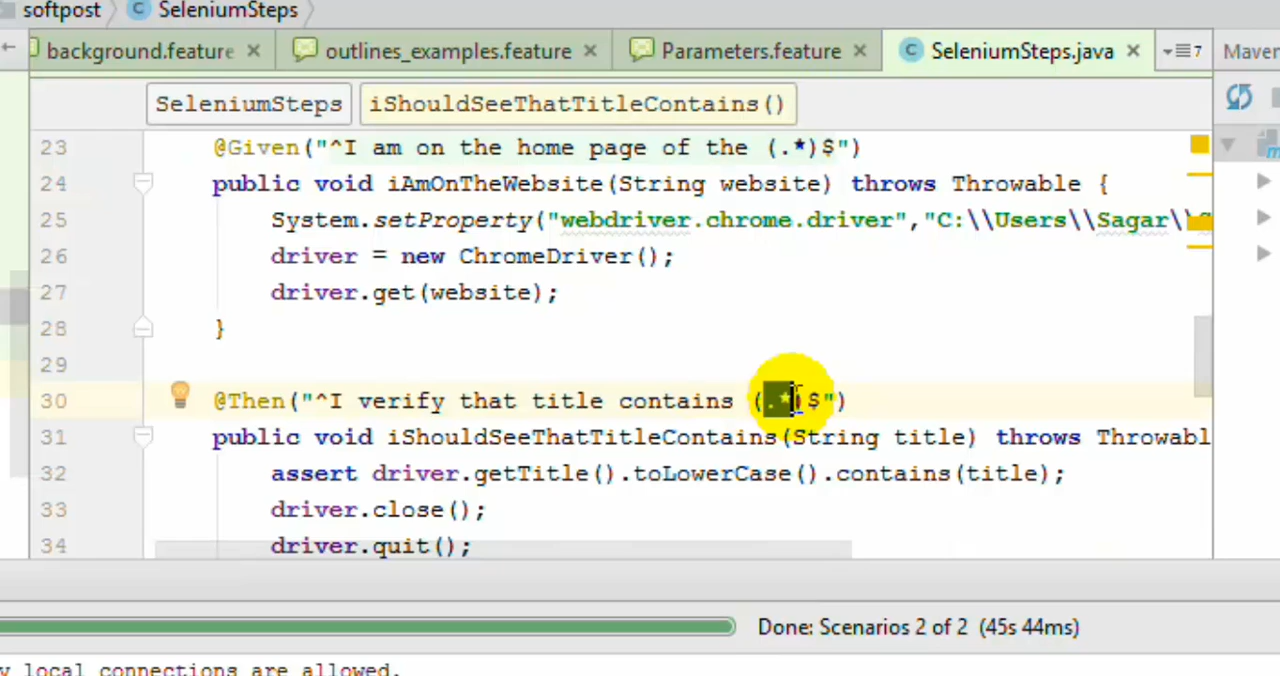 softpost SeleniumSteps
background.feature outlines_examples.feature Parameters.feature SeleniumSteps.java 7 Maven
SeleniumSteps iShouldSeeThatTitleContains()
23 @Given("^I am on the home page of the (.*)$")
24 public void iAmOnTheWebsite(String website) throws Throwable {
25 System.setProperty("webdriver.chrome.driver","C:\\Users\\Sagar\\
26 driver = new ChromeDriver();
27 driver.get(website);
28 }
29
30 @Then("^I verify that title contains (.*)$")
31 public void iShouldSeeThatTitleContains(String title) throws Throwabl
32 assert driver.getTitle().toLowerCase().contains(title);
33 driver.close();
34 driver.quit();
Done: Scenarios 2 of 2 (45s 44ms)
y local connections are allowed.